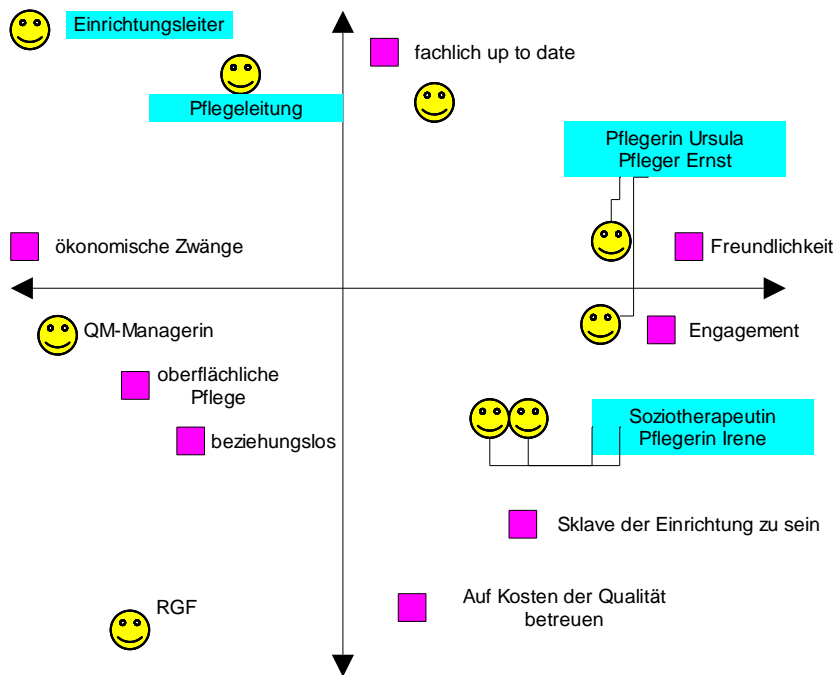 Einrichtungsleiter
fachlich up to date
Pflegeleitung
Pflegerin Ursula
Pfleger Ernst
ökonomische Zwänge
Freundlichkeit
QM-Managerin
Engagement
oberflächliche
Pflege
beziehungslos
Soziotherapeutin
Pflegerin Irene
Sklave der Einrichtung zu sein
RGF
Auf Kosten der Qualität
betreuen